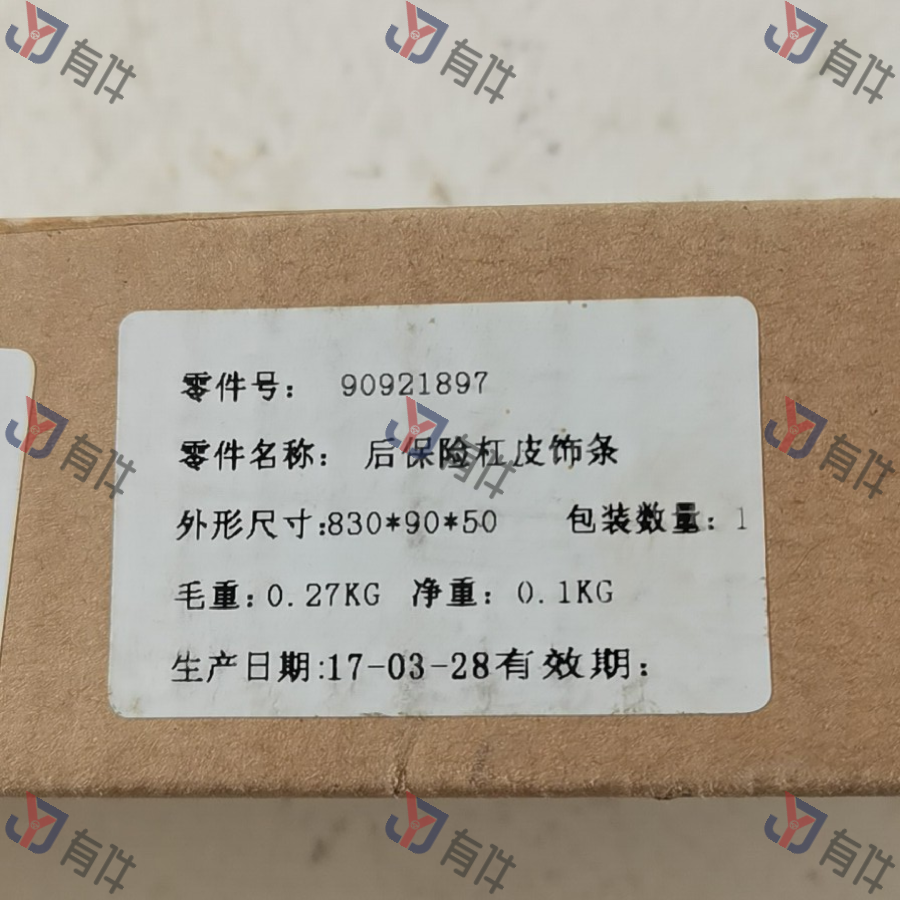 有件 有件 有件
零件号： 90921897
零件名称： 后保险杠皮饰条
有件 有件 有件
外形尺寸:830*90*50 包装数量: 1
毛重:0.27KG 净重: 0.1KG
生产日期:17-03-28有效期:
有件 有件 有件